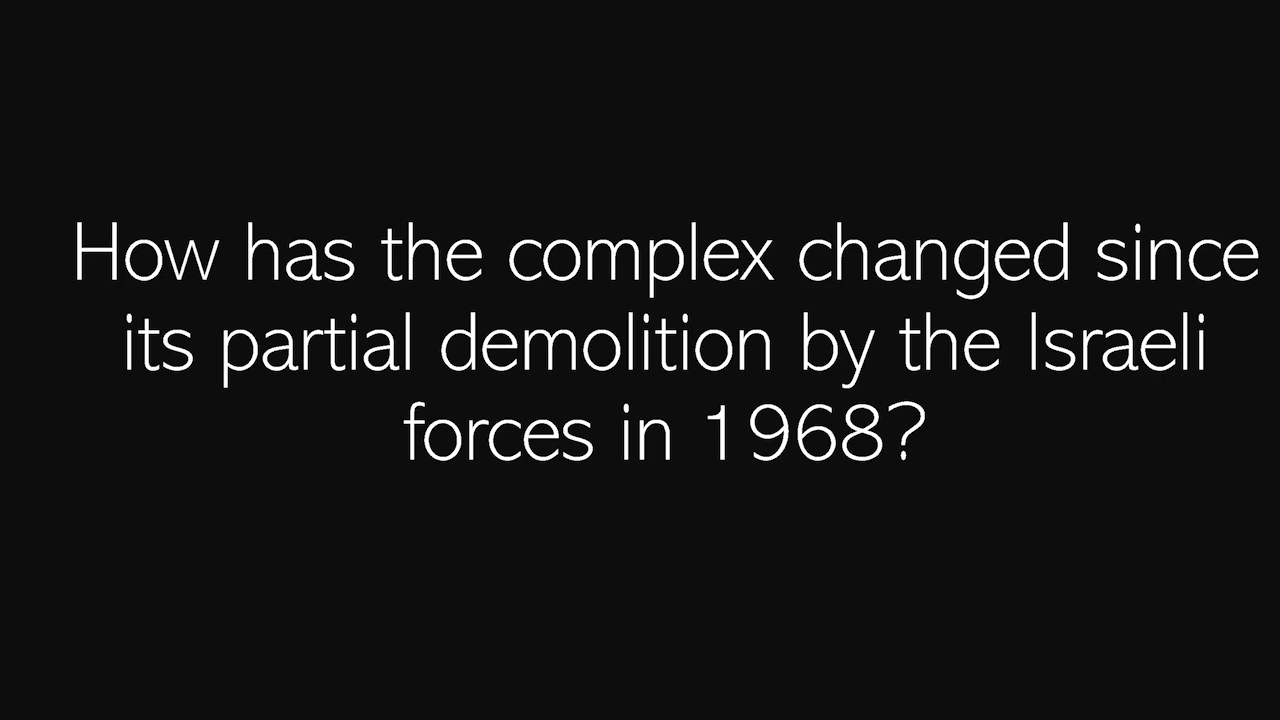 How has the complex changed since
its partial demolition by the Israeli
forces in 1968?